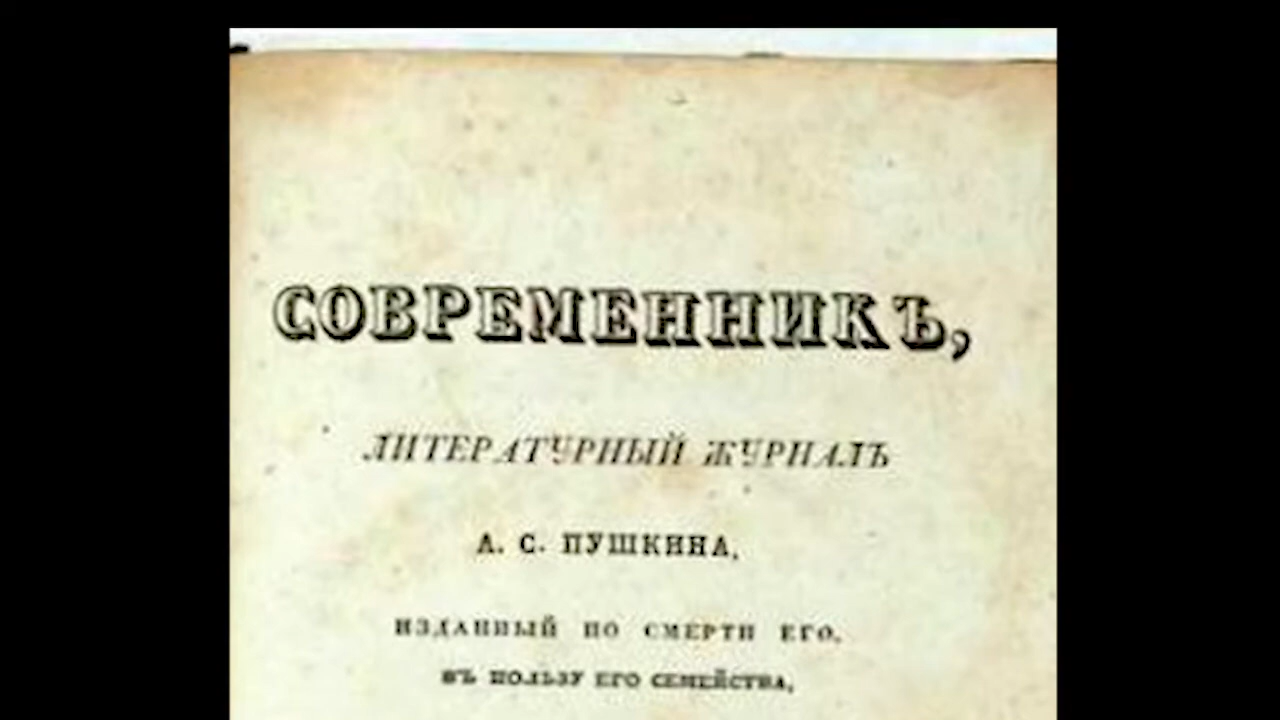 СОВРЕМЕННИКЪ,
ЛИТЕРАТУРНЫЙ ЖУРНАЛЪ
А. С. ПУШКИНА,
ИЗДАННЫЙ ПО СМЕРТИ ЕГО,
ВЪ ПОЛЬЗУ ЕГО СЕМЕЙСТВА,